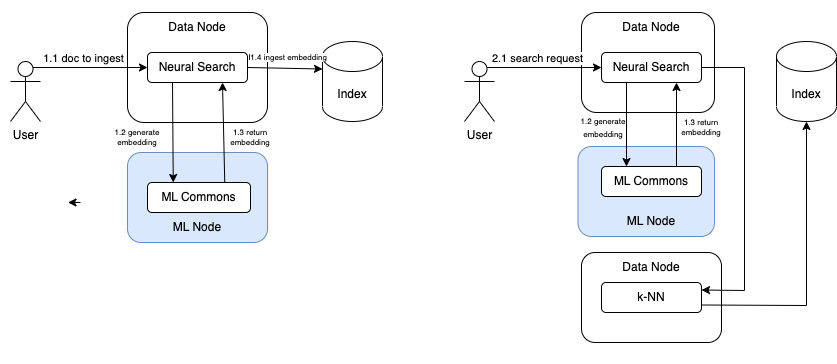 Data Node
1.1 doc to ingest
Neural Search
I1.4 ingest embedding
Index
User
1.2 generate
embedding
1.3 return
embedding
ML Commons
ML Node
Data Node
2.1 search request
Neural Search
Index
User
1.2 generate
embedding
1.3 return
embedding
ML Commons
ML Node
Data Node
k-NN